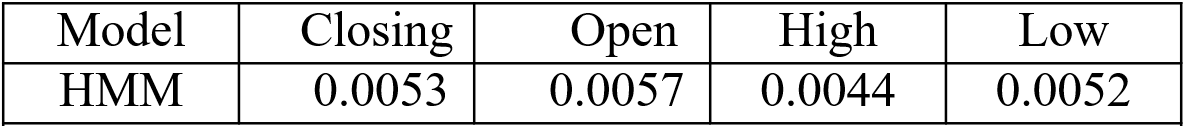 Model Closing Open High Low
HMM 0.0053 0.0057 0.0044 0.0052